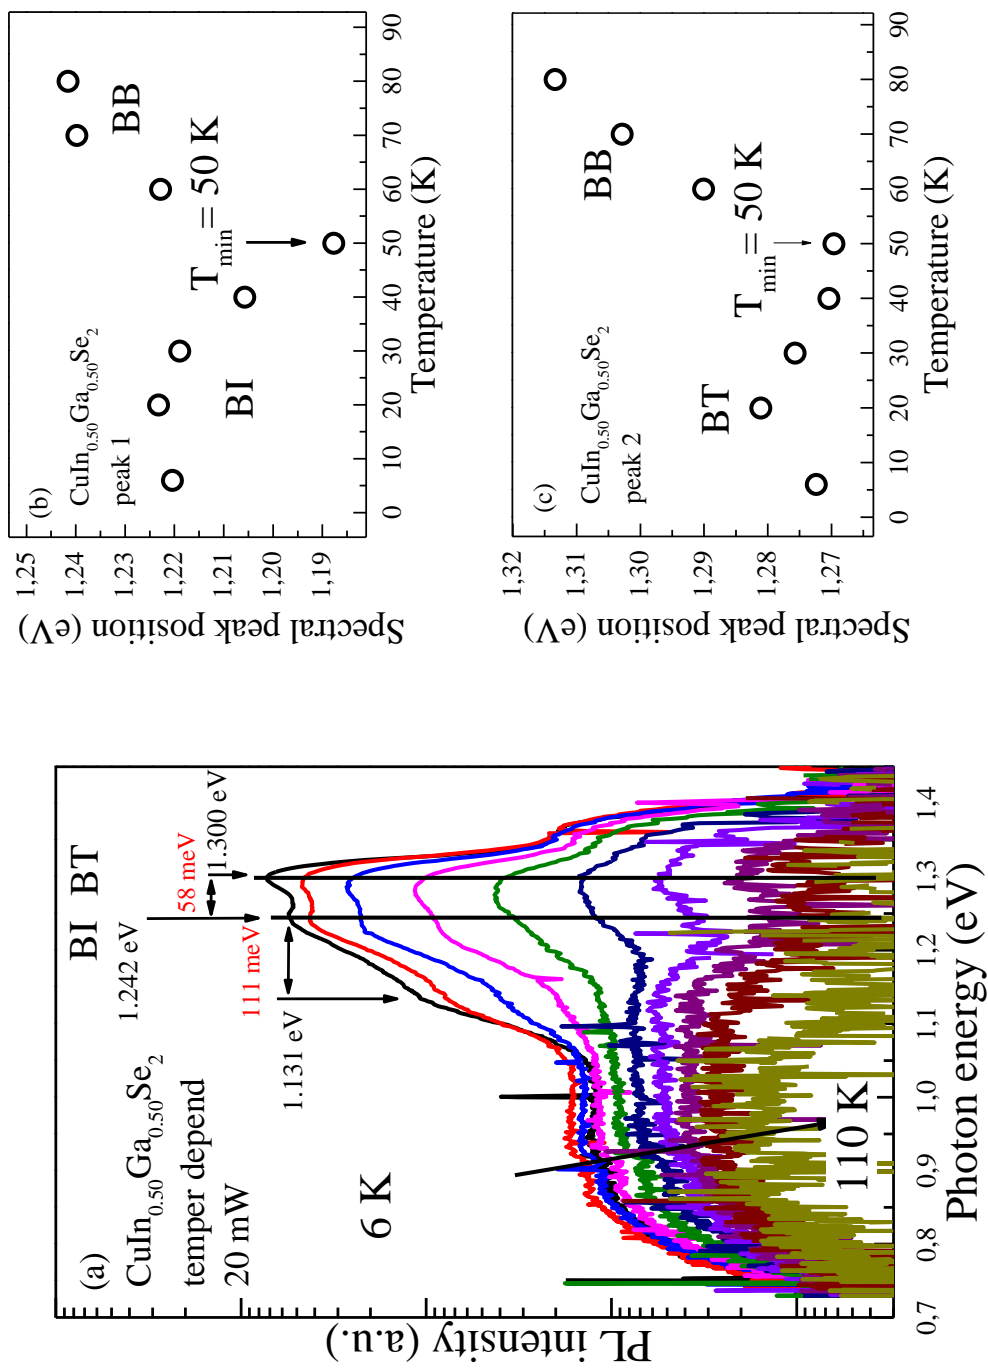 (a)
CuIn0.50Ga0.50Se2
temper depend
20 mW
1.242 eV
BI BT
111 meV
58 meV
1.300 eV
1.131 eV
6 K
110 K
PL intensity (a.u.)
0,7 0,8 0,9 1,0 1,1 1,2 1,3 1,4
Photon energy (eV)
(b)
CuIn0.50Ga0.50Se2
peak 1
BI
BB
Tmin = 50 K
1,25
1,24
1,23
1,22
1,21
1,20
1,19
Spectral peak position (eV)
0 10 20 30 40 50 60 70 80 90
Temperature (K)
(c)
CuIn0.50Ga0.50Se2
peak 2
BT
BB
Tmin = 50 K
1,32
1,31
1,30
1,29
1,28
1,27
Spectral peak position (eV)
0 10 20 30 40 50 60 70 80 90
Temperature (K)